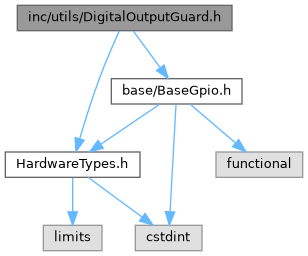 inc/utils/DigitalOutputGuard.h
base/BaseGpio.h
HardwareTypes.h
functional
limits
cstdint